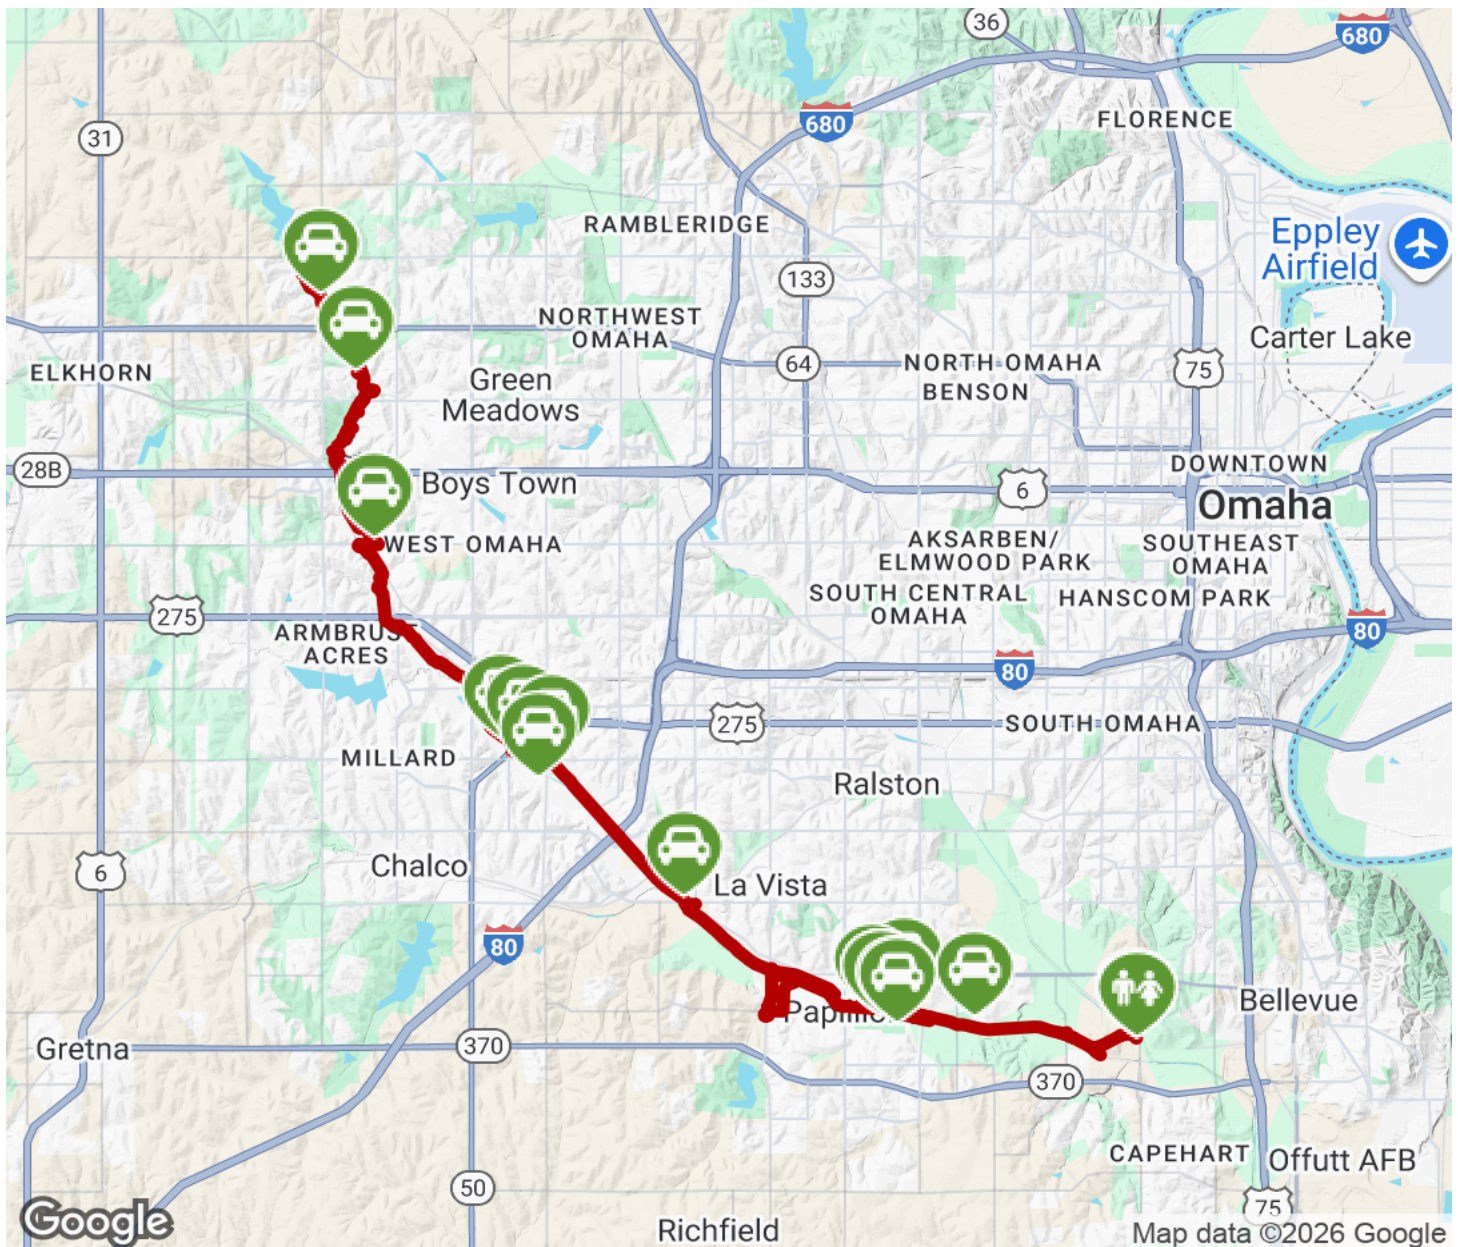 36
680
680
FLORENCE
31
RAMBLERIDGE
Eppley
Airfield
133
NORTHWEST
OMAHA
Carter Lake
ELKHORN
64
NORTH OMAHA
75
Green
Meadows
BENSON
28B
Boys Town
DOWNTOWN
6
Omaha
WEST OMAHA
AKSARBEN/
ELMWOOD PARK
SOUTHEAST
OMAHA
SOUTH CENTRAL
OMAHA
HANSCOM PARK
275
ARMBRUST
ACRES
80
80
275
SOUTH OMAHA
MILLARD
Ralston
Chalco
6
La Vista
80
Bellevue
Papillio
Gretna
370
370
CAPEHART
Offutt AFB
50
75
Google
Richfield
Map data ©2026 Google